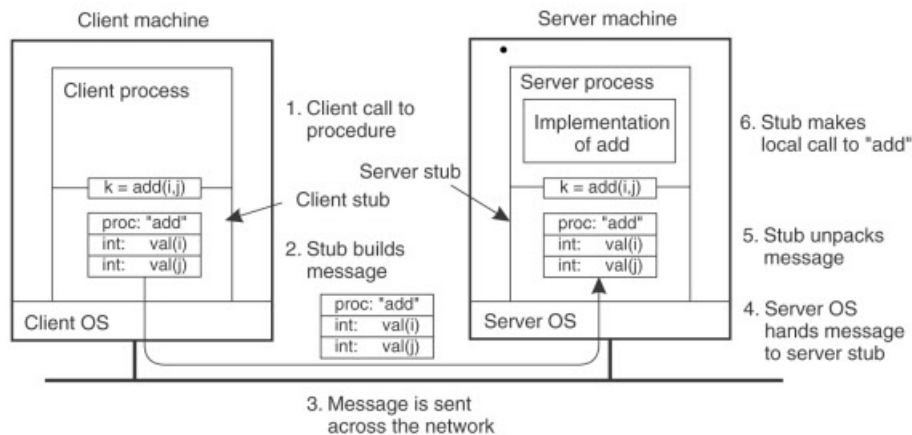 Client machine
Server machine
Client process
1. Client call to
procedure
Server process
Implementation
of add
6. Stub makes
local call to "add"
Server stub
k = add(i,j)
k = add(i,j)
Client stub
proc: "add"
int: val(i)
int: val(j)
2. Stub builds
message
proc: "add"
int: val(i)
int: val(j)
5. Stub unpacks
message
proc: "add"
int: val(i)
int: val(j)
Client OS
Server OS
4. Server OS
hands message
to server stub
3. Message is sent
across the network